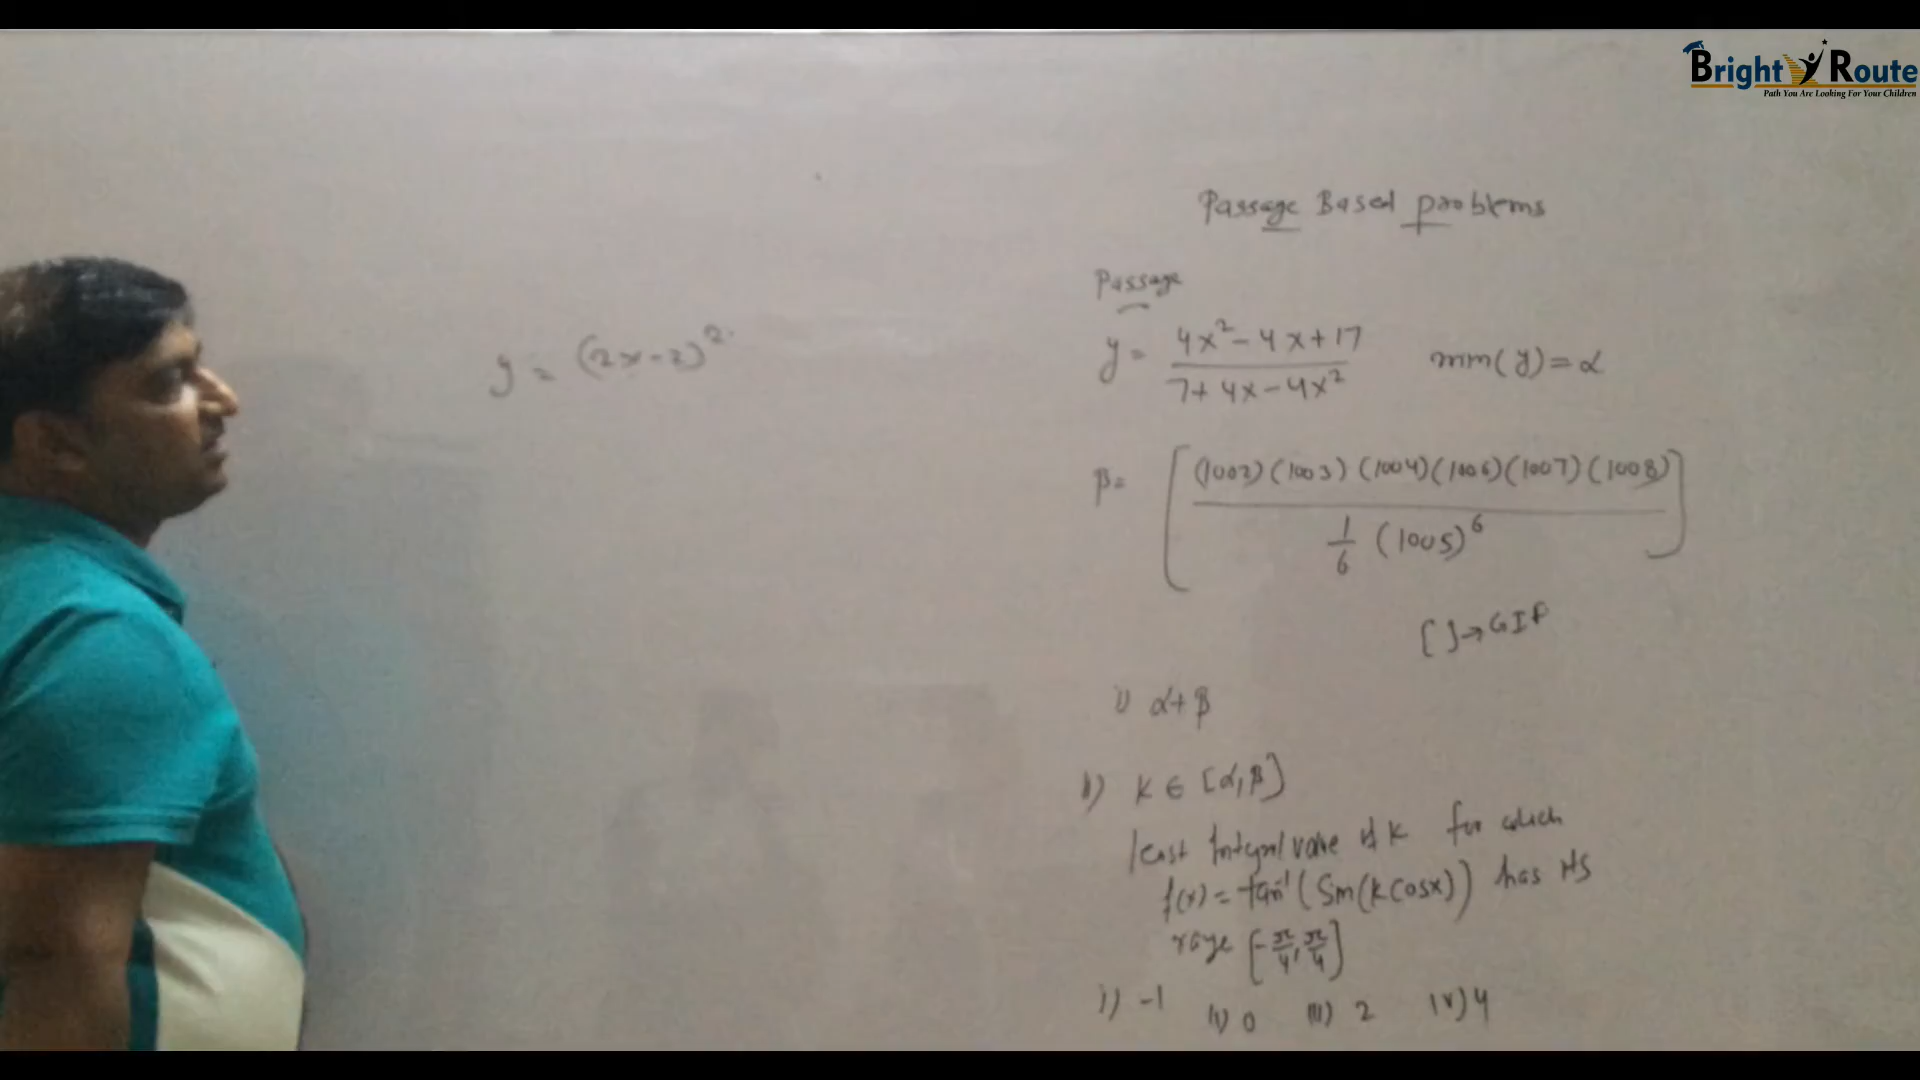 Bright Route
Path You Are Looking For Your Children
Passage Based problems
Passage
y = (2x-2)².
y = 4x²-4x+17 / 7+4x-4x² min(y)=α
β= [ (1002)(1003)(1004)(1006)(1007)(1008) / 1/6 (1005)⁶ ]
[ ]→GIF
i) α+β
K ∈ [α,β]
least Integral value of K for which
f(x)= tan⁻¹(Sin(K Cosx)) has its
range [-π/4, π/4]
i) -1 ii) 0 iii) 2 iv) 4